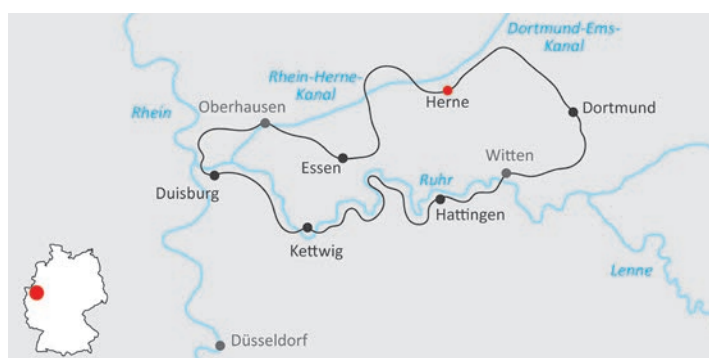 Dortmund-Ems-
Kanal
Rhein-Herne-
Kanal
Rhein
Oberhausen
Herne
Dortmund
Essen
Witten
Duisburg
Ruhr
Hattingen
Kettwig
Lenne
Düsseldorf